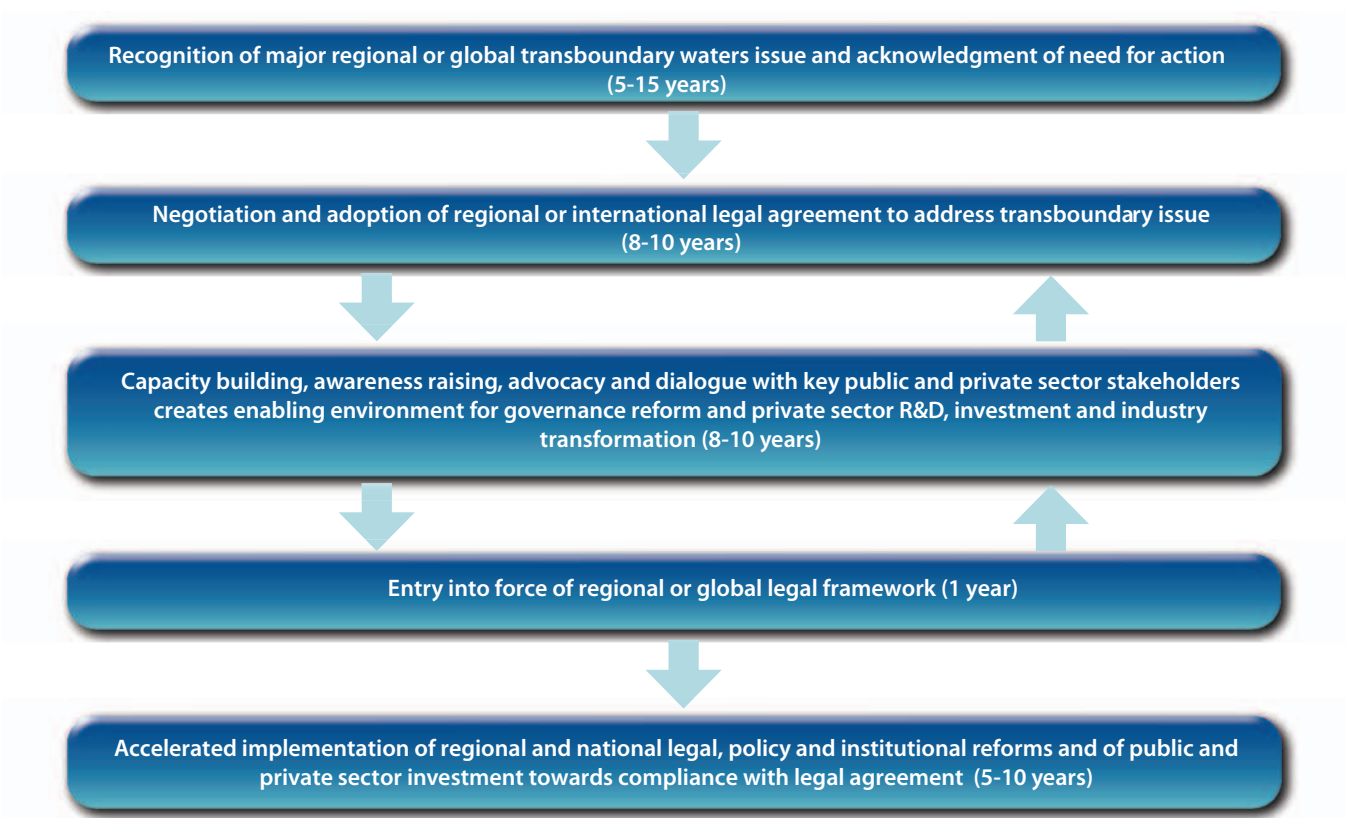 Recognition of major regional or global transboundary waters issue and acknowledgment of need for action
(5-15 years)
Negotiation and adoption of regional or international legal agreement to address transboundary issue
(8-10 years)
Capacity building, awareness raising, advocacy and dialogue with key public and private sector stakeholders
creates enabling environment for governance reform and private sector R&D, investment and industry
transformation (8-10 years)
Entry into force of regional or global legal framework (1 year)
Accelerated implementation of regional and national legal, policy and institutional reforms and of public and
private sector investment towards compliance with legal agreement (5-10 years)